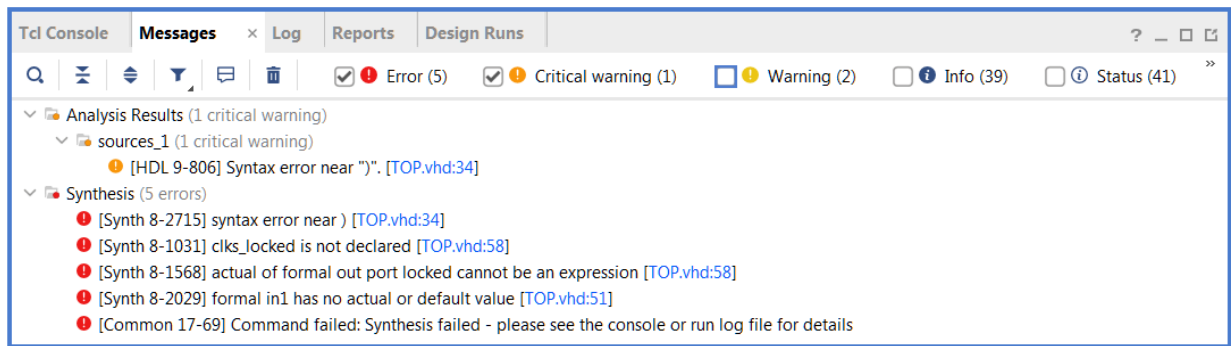 Tcl Console Messages × Log Reports Design Runs ? _
Error (5) Critical warning (1) Warning (2) Info (39) Status (41) »
Analysis Results (1 critical warning)
sources_1 (1 critical warning)
[HDL 9-806] Syntax error near ")". [TOP.vhd:34]
Synthesis (5 errors)
[Synth 8-2715] syntax error near ) [TOP.vhd:34]
[Synth 8-1031] clks_locked is not declared [TOP.vhd:58]
[Synth 8-1568] actual of formal out port locked cannot be an expression [TOP.vhd:58]
[Synth 8-2029] formal in1 has no actual or default value [TOP.vhd:51]
[Common 17-69] Command failed: Synthesis failed - please see the console or run log file for details